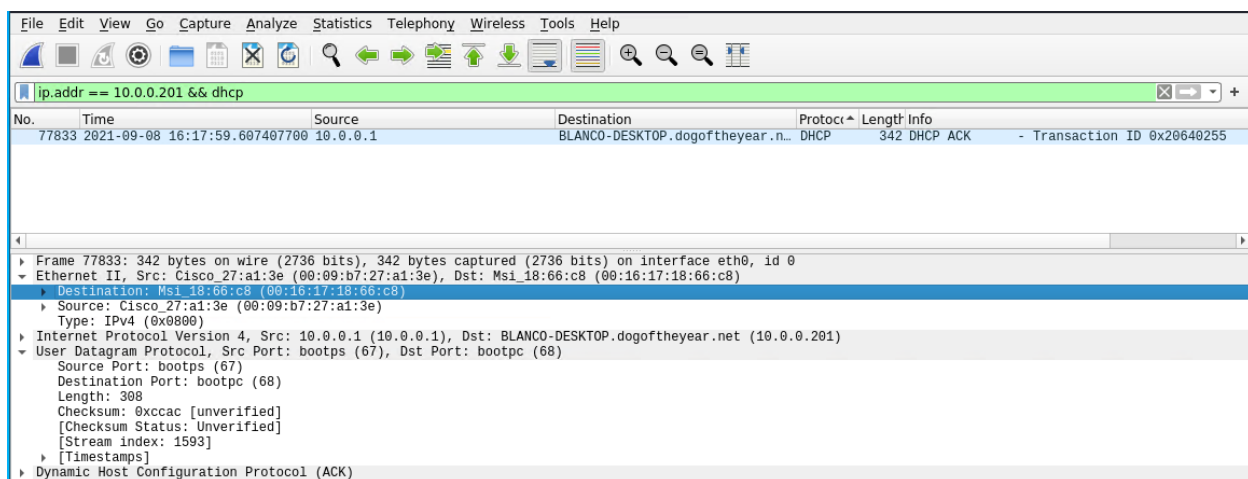 File Edit View Go Capture Analyze Statistics Telephony Wireless Tools Help
ip.addr == 10.0.0.201 && dhcp
No. Time Source Destination Protocc Length Info
77833 2021-09-08 16:17:59.607407700 10.0.0.1 BLANCO-DESKTOP.dogoftheyear.n… DHCP 342 DHCP ACK - Transaction ID 0x20640255
Frame 77833: 342 bytes on wire (2736 bits), 342 bytes captured (2736 bits) on interface eth0, id 0
Ethernet II, Src: Cisco_27:a1:3e (00:09:b7:27:a1:3e), Dst: Msi_18:66:c8 (00:16:17:18:66:c8)
Destination: Msi_18:66:c8 (00:16:17:18:66:c8)
Source: Cisco_27:a1:3e (00:09:b7:27:a1:3e)
Type: IPv4 (0x0800)
Internet Protocol Version 4, Src: 10.0.0.1 (10.0.0.1), Dst: BLANCO-DESKTOP.dogoftheyear.net (10.0.0.201)
User Datagram Protocol, Src Port: bootps (67), Dst Port: bootpc (68)
Source Port: bootps (67)
Destination Port: bootpc (68)
Length: 308
Checksum: 0xccac [unverified]
[Checksum Status: Unverified]
[Stream index: 1593]
[Timestamps]
Dynamic Host Configuration Protocol (ACK)